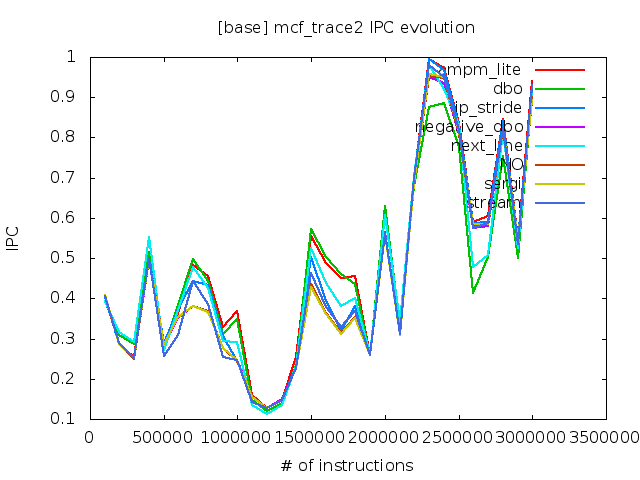 [base] mcf_trace2 IPC evolution
1
0.9
0.8
0.7
0.6
0.5
0.4
0.3
0.2
0.1
IPC
mpm_lite
dbo
ip_stride
negative_dbo
next_line
NO
sergi
stream
0 500000 1000000 1500000 2000000 2500000 3000000 3500000
# of instructions